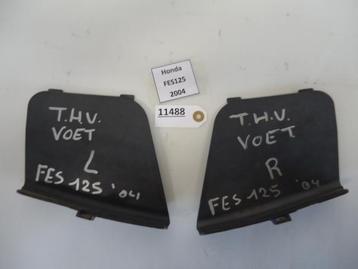 Honda
FES125
2004
11488
T.H.V.
VOET
L
FES 125 '04
T.H.V.
VOET
R
FES 125 '04